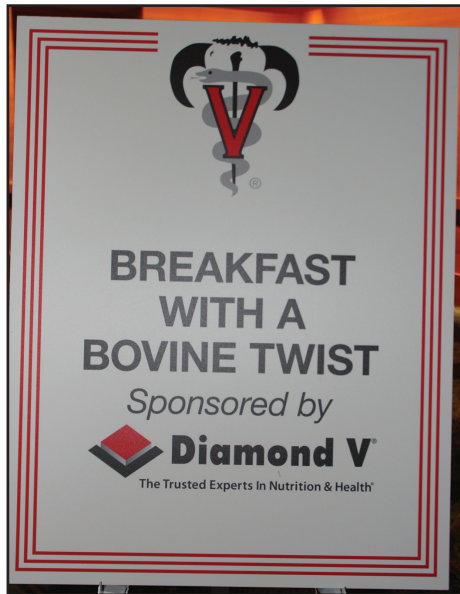 V
®
BREAKFAST
WITH A
BOVINE TWIST
Sponsored by
Diamond V®
The Trusted Experts In Nutrition & Health®